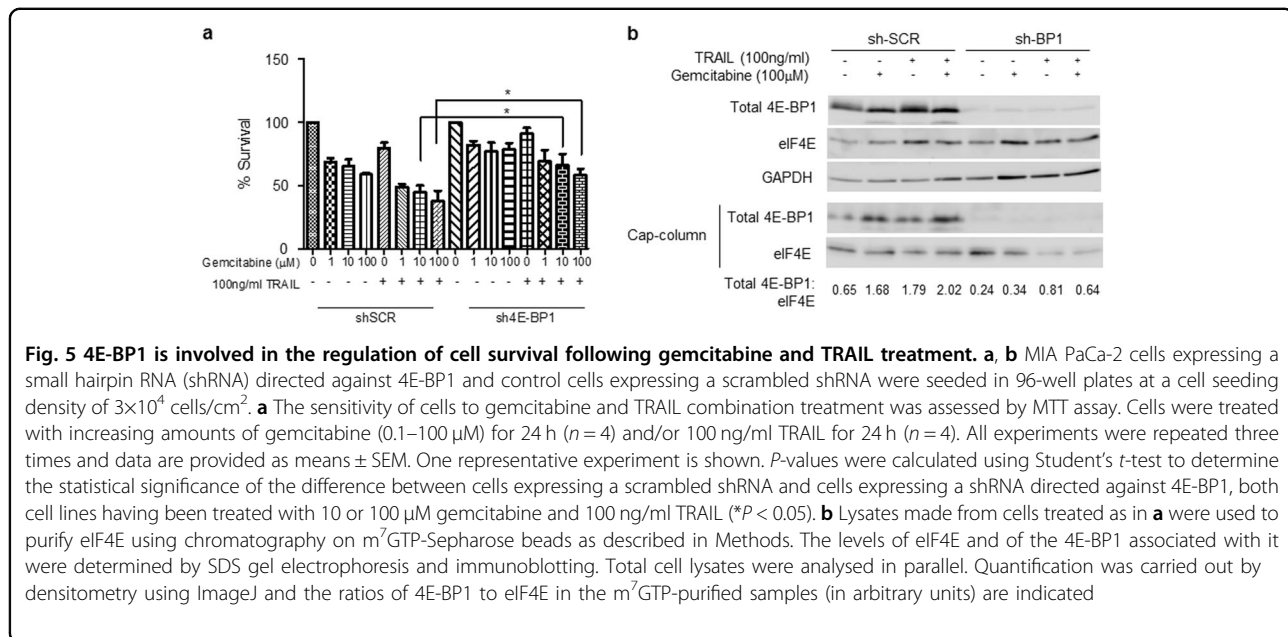 a
*
*
100
50
0
% Survival
Gemcitabine (µM)
0 1 10 100 0 1 10 100 0 1 10 100 0 1 10 100
100ng/ml TRAIL
- - - - + + + + - - - - + + + +
shSCR sh4E-BP1
b
sh-SCR sh-BP1
TRAIL (100ng/ml) - - + + - - + +
Gemcitabine (100µM) - + - + - + - +
Total 4E-BP1
eIF4E
GAPDH
Cap-column
Total 4E-BP1
eIF4E
Total 4E-BP1:
eIF4E
0.65 1.68 1.79 2.02 0.24 0.34 0.81 0.64
Fig. 5 4E-BP1 is involved in the regulation of cell survival following gemcitabine and TRAIL treatment. a, b MIA PaCa-2 cells expressing a
small hairpin RNA (shRNA) directed against 4E-BP1 and control cells expressing a scrambled shRNA were seeded in 96-well plates at a cell seeding
density of 3×10⁴ cells/cm². a The sensitivity of cells to gemcitabine and TRAIL combination treatment was assessed by MTT assay. Cells were treated
with increasing amounts of gemcitabine (0.1–100 µM) for 24 h (n = 4) and/or 100 ng/ml TRAIL for 24 h (n = 4). All experiments were repeated three
times and data are provided as means ± SEM. One representative experiment is shown. P-values were calculated using Student's t-test to determine
the statistical significance of the difference between cells expressing a scrambled shRNA and cells expressing a shRNA directed against 4E-BP1, both
cell lines having been treated with 10 or 100 µM gemcitabine and 100 ng/ml TRAIL (*P < 0.05). b Lysates made from cells treated as in a were used to
purify eIF4E using chromatography on m⁷GTP-Sepharose beads as described in Methods. The levels of eIF4E and of the 4E-BP1 associated with it
were determined by SDS gel electrophoresis and immunoblotting. Total cell lysates were analysed in parallel. Quantification was carried out by
densitometry using ImageJ and the ratios of 4E-BP1 to eIF4E in the m⁷GTP-purified samples (in arbitrary units) are indicated